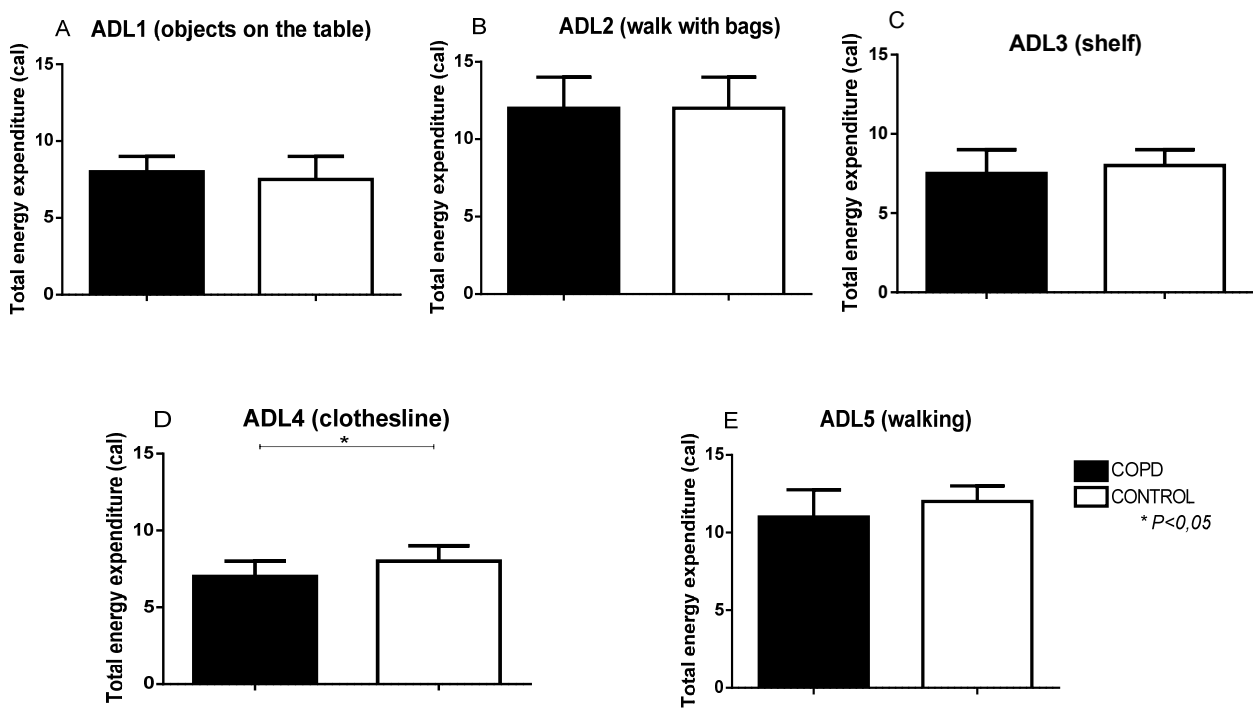 A ADL1 (objects on the table)
Total energy expenditure (cal)
15
10
5
0
B ADL2 (walk with bags)
Total energy expenditure (cal)
15
10
5
0
C ADL3 (shelf)
Total energy expenditure (cal)
15
10
5
0
D ADL4 (clothesline)
*
Total energy expenditure (cal)
15
10
5
0
E ADL5 (walking)
Total energy expenditure (cal)
15
10
5
0
COPD
CONTROL
* P<0,05